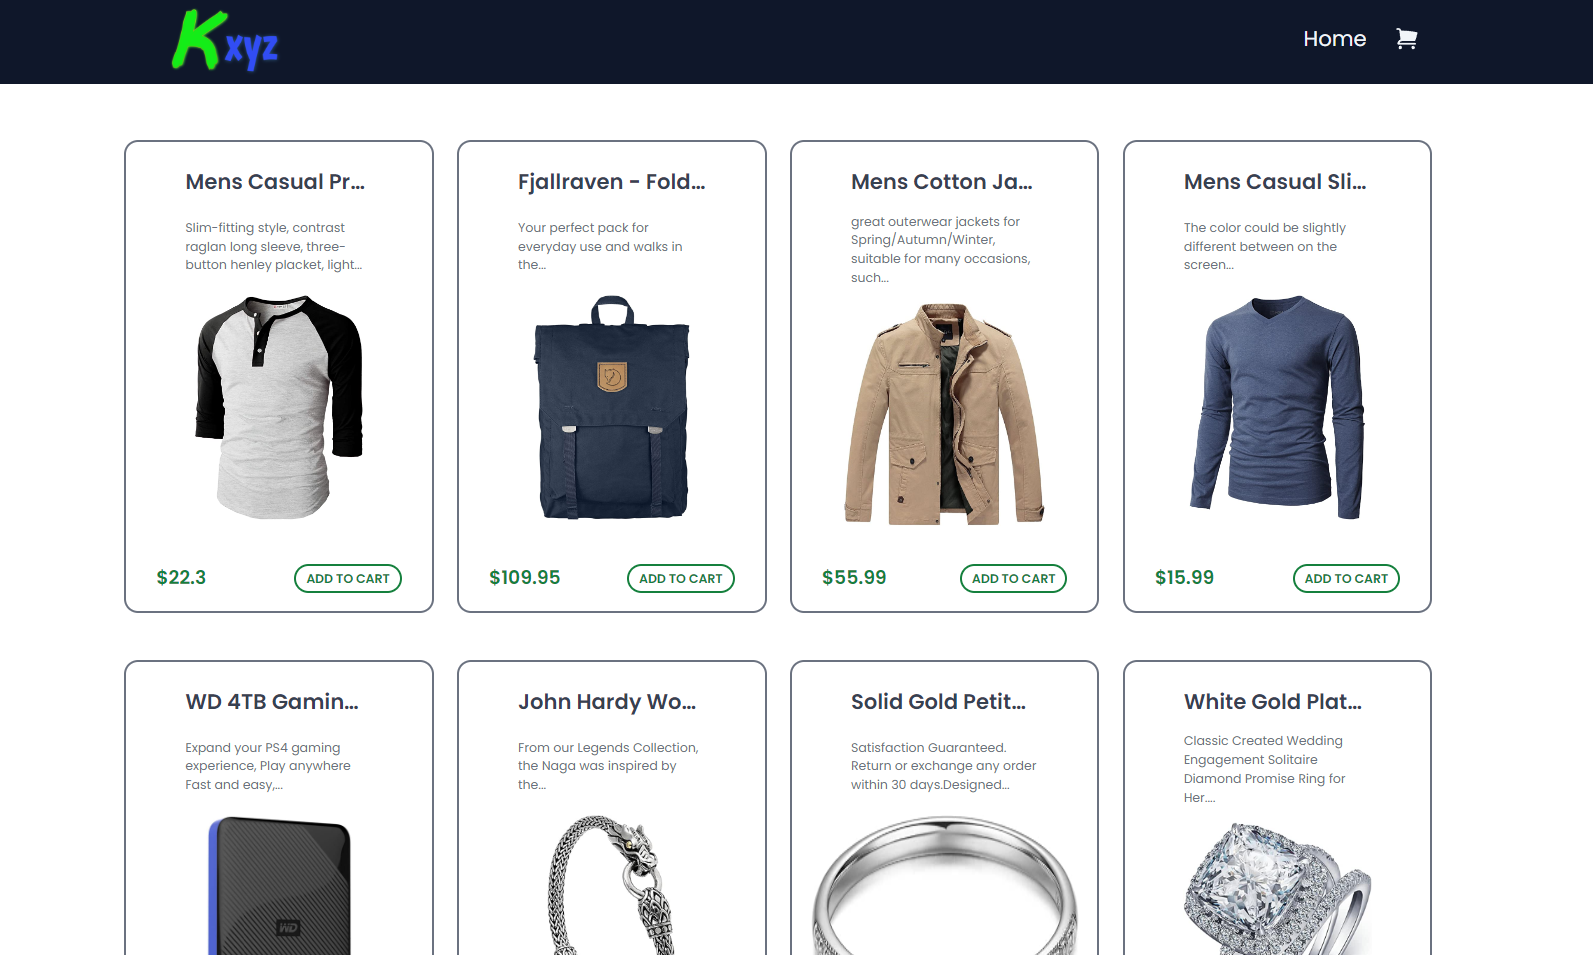 Kxyz
Home
Mens Casual Pr...
Slim-fitting style, contrast
raglan long sleeve, three-
button henley placket, light...
$22.3
ADD TO CART
Fjallraven - Fold...
Your perfect pack for
everyday use and walks in
the...
$109.95
ADD TO CART
Mens Cotton Ja...
great outerwear jackets for
Spring/Autumn/Winter,
suitable for many occasions,
such...
$55.99
ADD TO CART
Mens Casual Sli...
The color could be slightly
different between on the
screen...
$15.99
ADD TO CART
WD 4TB Gamin...
Expand your PS4 gaming
experience, Play anywhere
Fast and easy,...
WD
John Hardy Wo...
From our Legends Collection,
the Naga was inspired by
the...
Solid Gold Petit...
Satisfaction Guaranteed.
Return or exchange any order
within 30 days.Designed...
White Gold Plat...
Classic Created Wedding
Engagement Solitaire
Diamond Promise Ring for
Her....